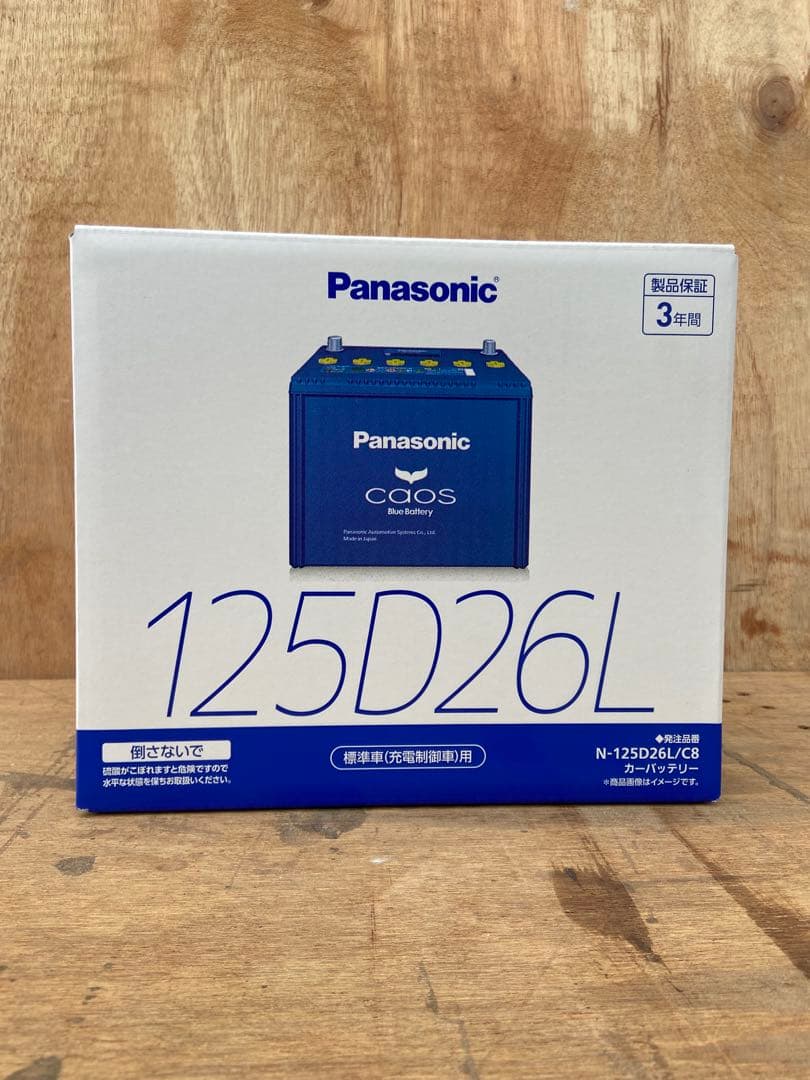 Panasonic®
製品保証
3年間
Panasonic
caos
Blue Battery
Panasonic Automotive Systems Co., Ltd.
Made in Japan
125D26L
倒さないで
硫酸がこぼれますと危険ですので
水平な状態を保ちお取扱いください。
標準車(充電制御車)用
◆発注品番
N-125D26L/C8
カーバッテリー
※商品画像はイメージです。